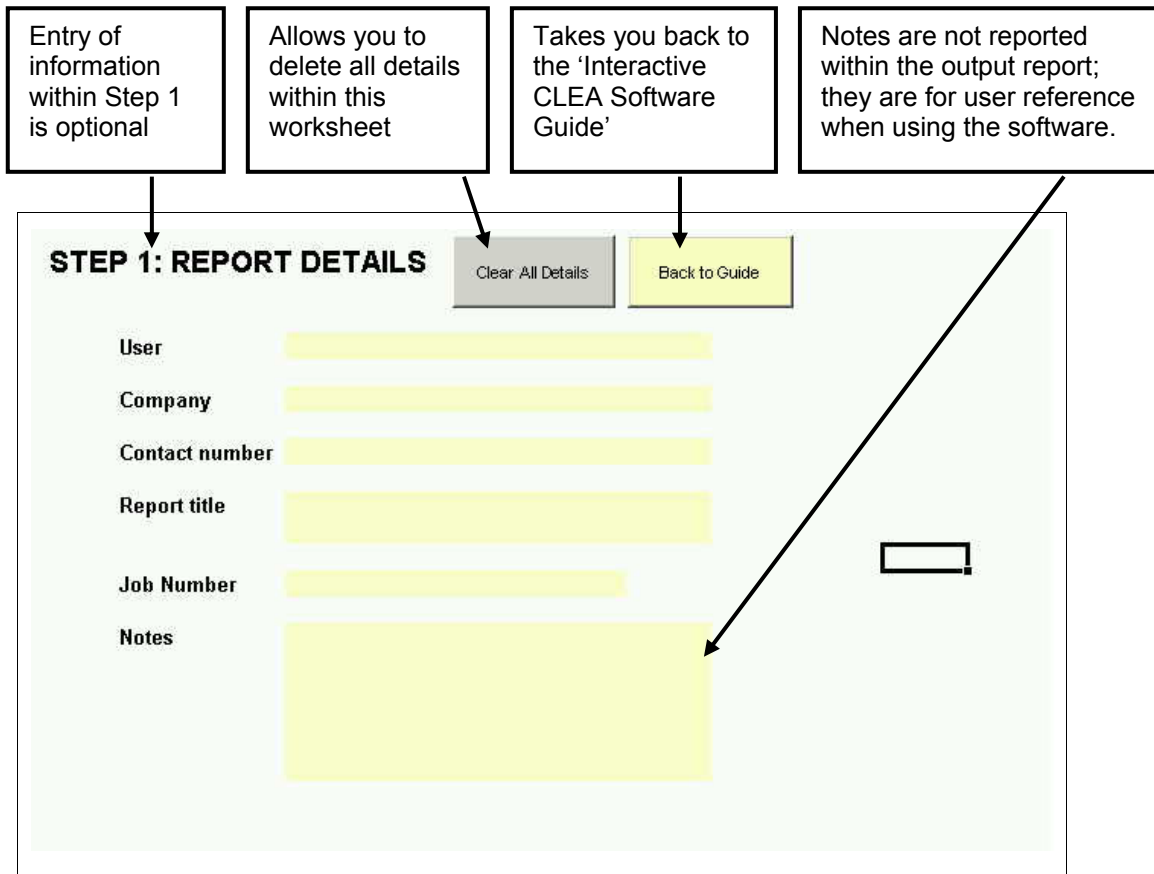 Entry of
information
within Step 1
is optional
Allows you to
delete all details
within this
worksheet
Takes you back to
the ‘Interactive
CLEA Software
Guide’
Notes are not reported
within the output report;
they are for user reference
when using the software.
STEP 1: REPORT DETAILS
Clear All Details
Back to Guide
User
Company
Contact number
Report title
Job Number
Notes